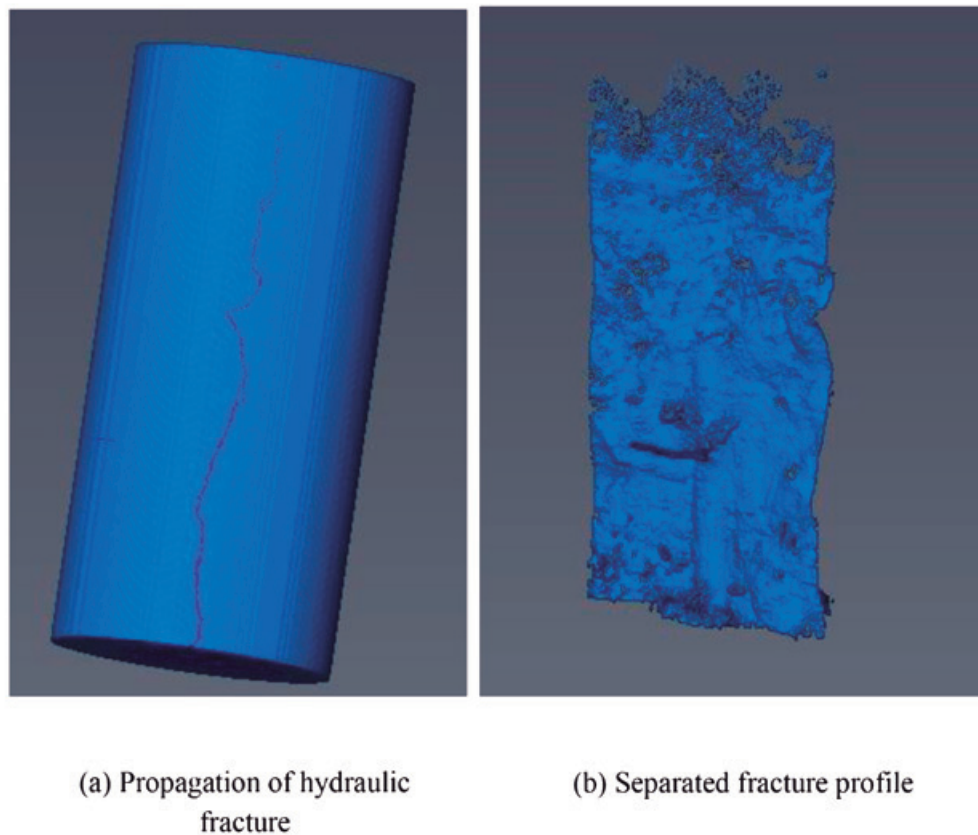 (a) Propagation of hydraulic
fracture
(b) Separated fracture profile